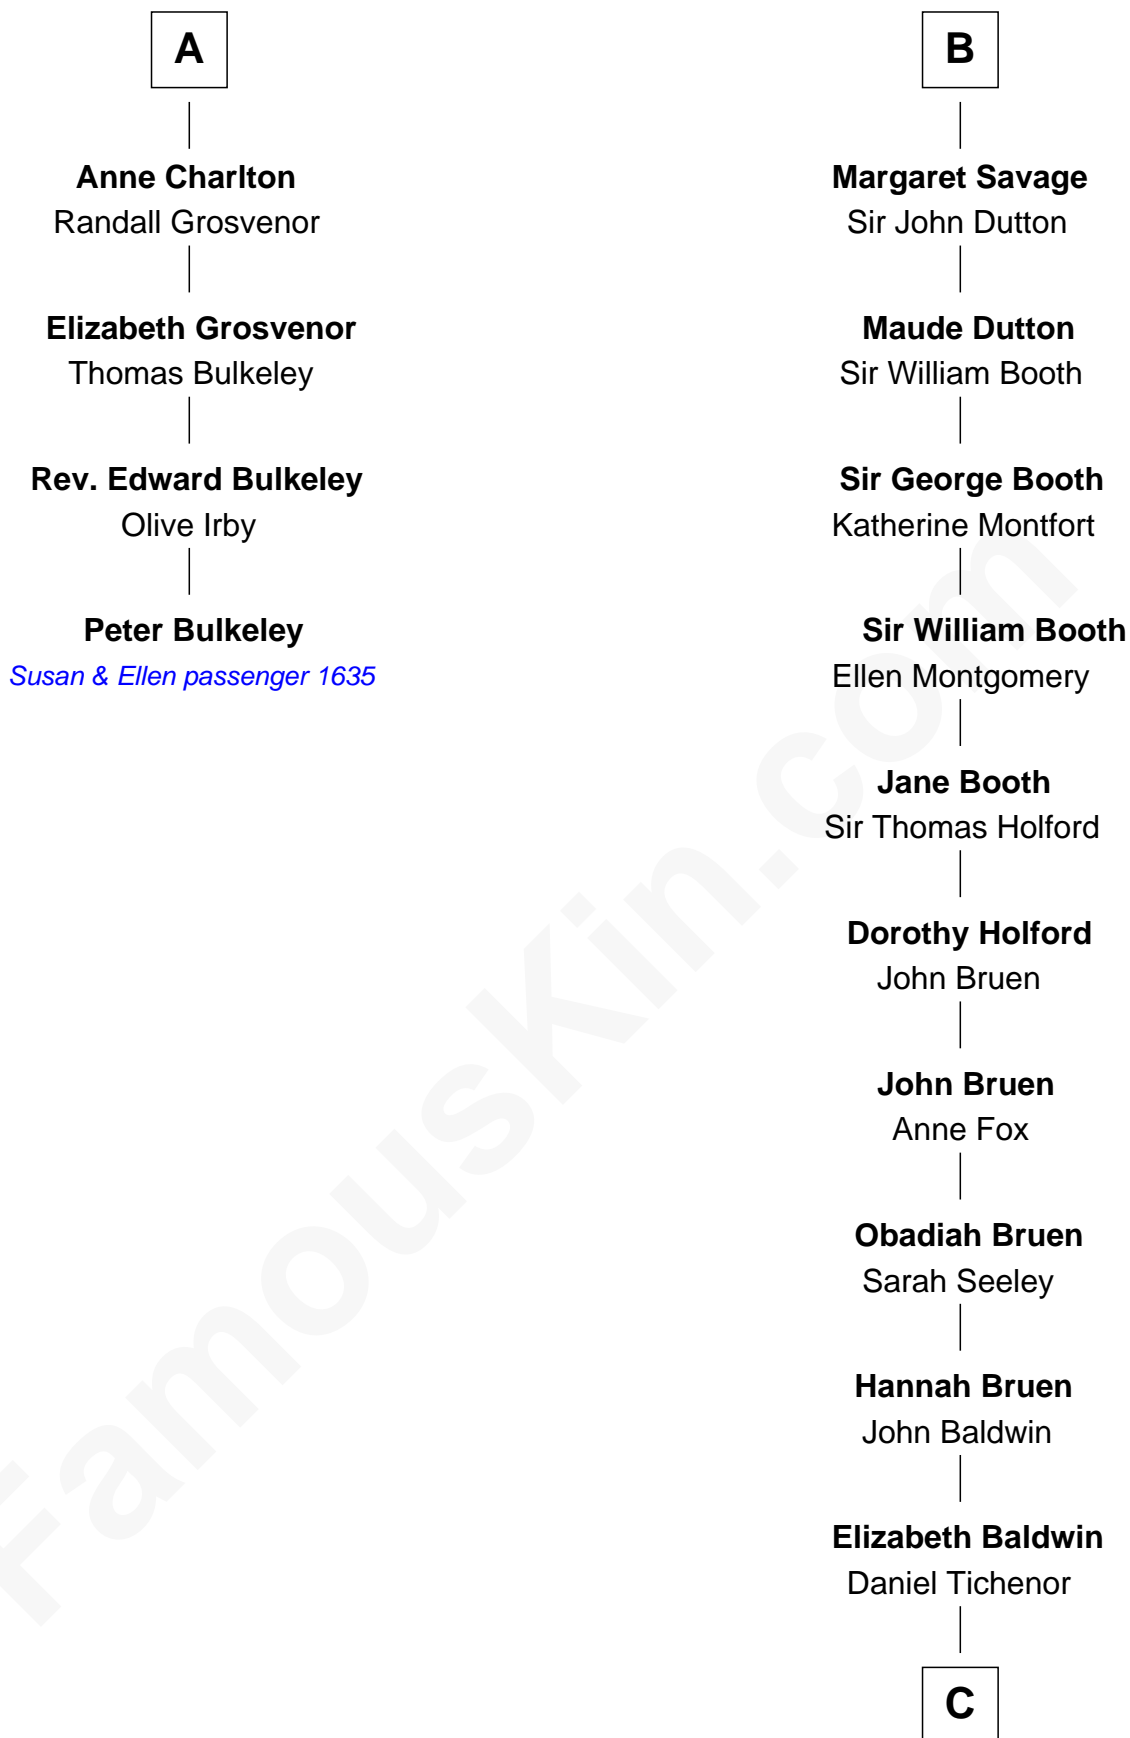 A
Anne Charlton
Randall Grosvenor
Elizabeth Grosvenor
Thomas Bulkeley
Rev. Edward Bulkeley
Olive Irby
Peter Bulkeley
Susan & Ellen passenger 1635
B
Margaret Savage
Sir John Dutton
Maude Dutton
Sir William Booth
Sir George Booth
Katherine Montfort
Sir William Booth
Ellen Montgomery
Jane Booth
Sir Thomas Holford
Dorothy Holford
John Bruen
John Bruen
Anne Fox
Obadiah Bruen
Sarah Seeley
Hannah Bruen
John Baldwin
Elizabeth Baldwin
Daniel Tichenor
C
FamousKin.com